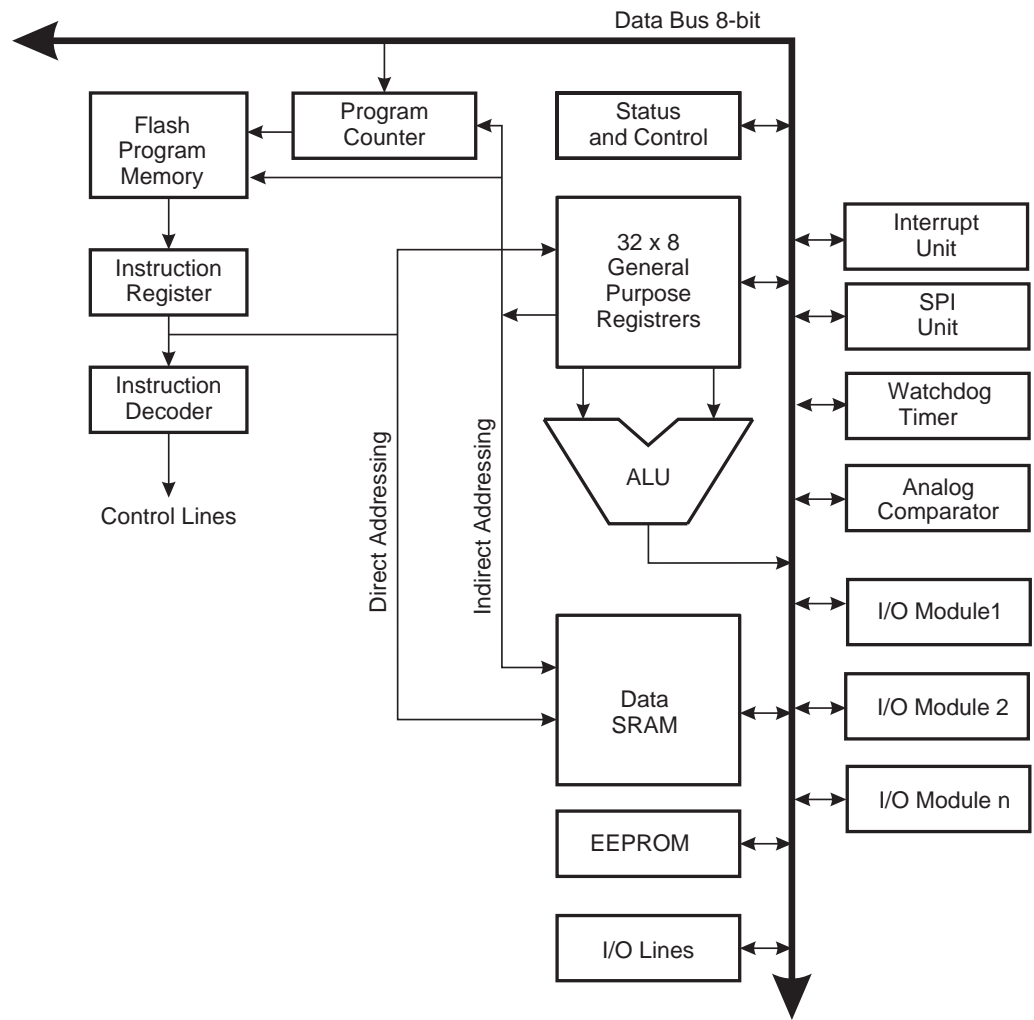 Data Bus 8-bit
Flash
Program
Memory
Program
Counter
Status
and Control
Interrupt
Unit
32 x 8
General
Purpose
Registrers
Instruction
Register
SPI
Unit
Instruction
Decoder
Watchdog
Timer
Direct Addressing
Indirect Addressing
ALU
Analog
Comparator
Control Lines
I/O Module1
Data
SRAM
I/O Module 2
I/O Module n
EEPROM
I/O Lines